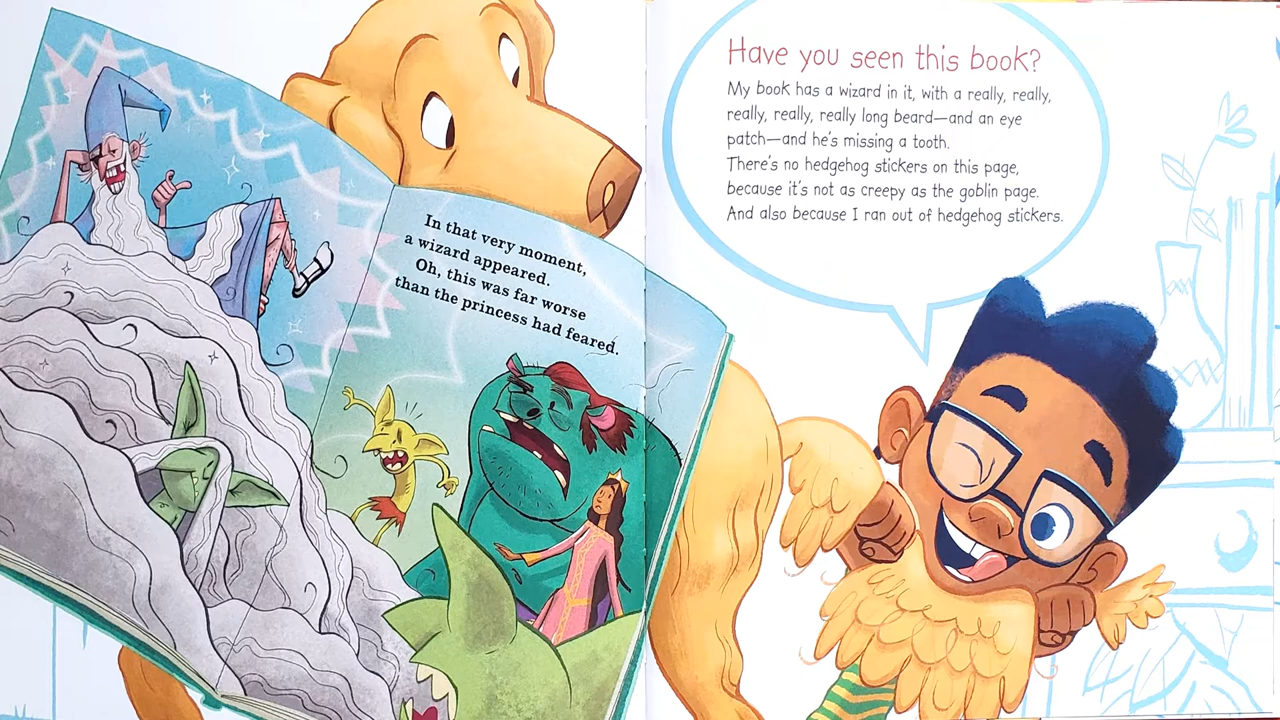 In that very moment,
a wizard appeared.
Oh, this was far worse
than the princess had feared.
Have you seen this book?
My book has a wizard in it, with a really, really,
really, really, really long beard—and an eye
patch—and he's missing a tooth.
There's no hedgehog stickers on this page,
because it's not as creepy as the goblin page.
And also because I ran out of hedgehog stickers.